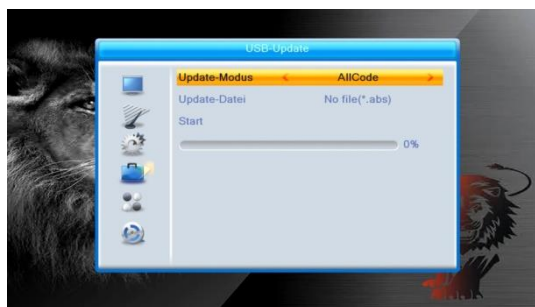 USB-Update
Update-Modus AllCode
Update-Datei No file(*.abs)
Start
0%